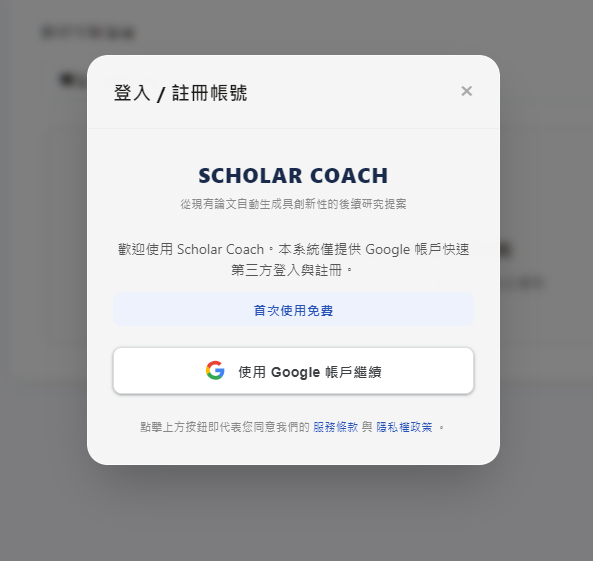 登入 / 註冊帳號
×
SCHOLAR COACH
從現有論文自動生成具創新性的後續研究提案
歡迎使用 Scholar Coach。本系統僅提供 Google 帳戶快速
第三方登入與註冊。
首次使用免費
使用 Google 帳戶繼續
點擊上方按鈕即代表您同意我們的 服務條款 與 隱私權政策 。